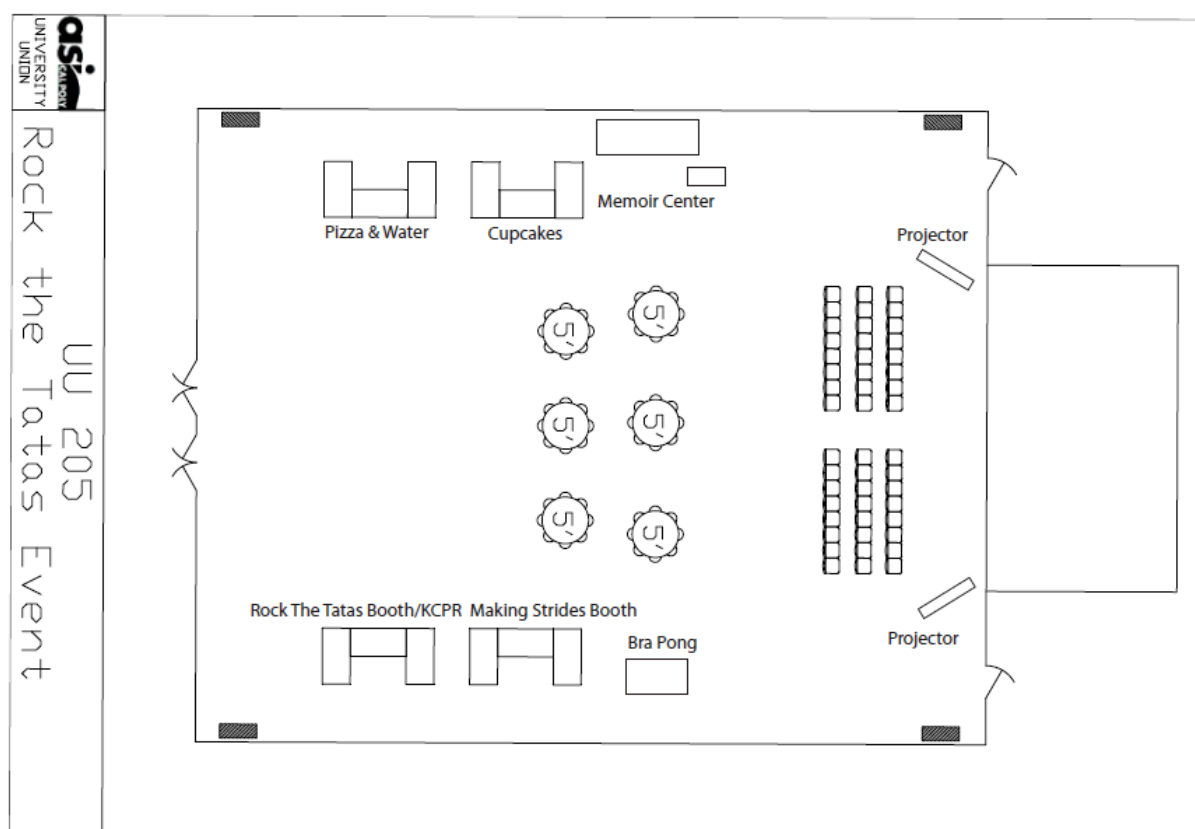 asi
CAL POLY
UNIVERSITY
UNION
UU 205
Rock the Tatas Event
Pizza & Water
Cupcakes
Memoir Center
Projector
5'
5'
5'
5'
5'
5'
Rock The Tatas Booth/KCPR
Making Strides Booth
Bra Pong
Projector